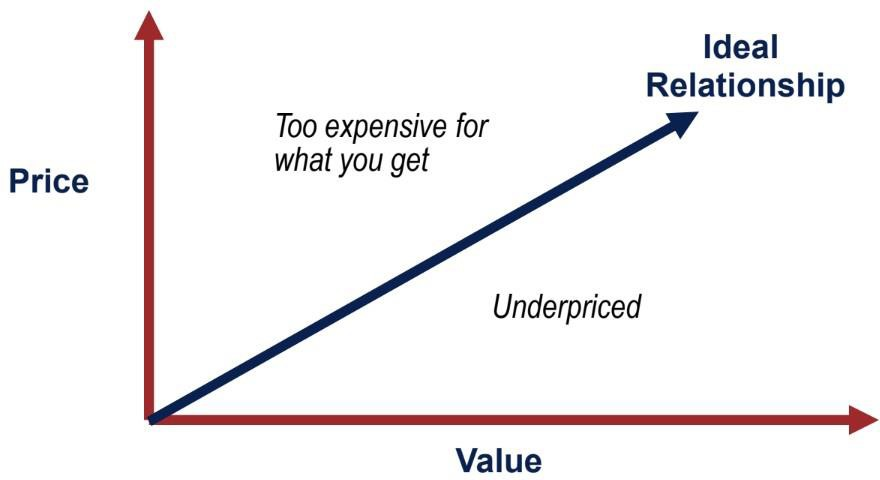 Ideal
Relationship
Too expensive for
what you get
Price
Underpriced
Value